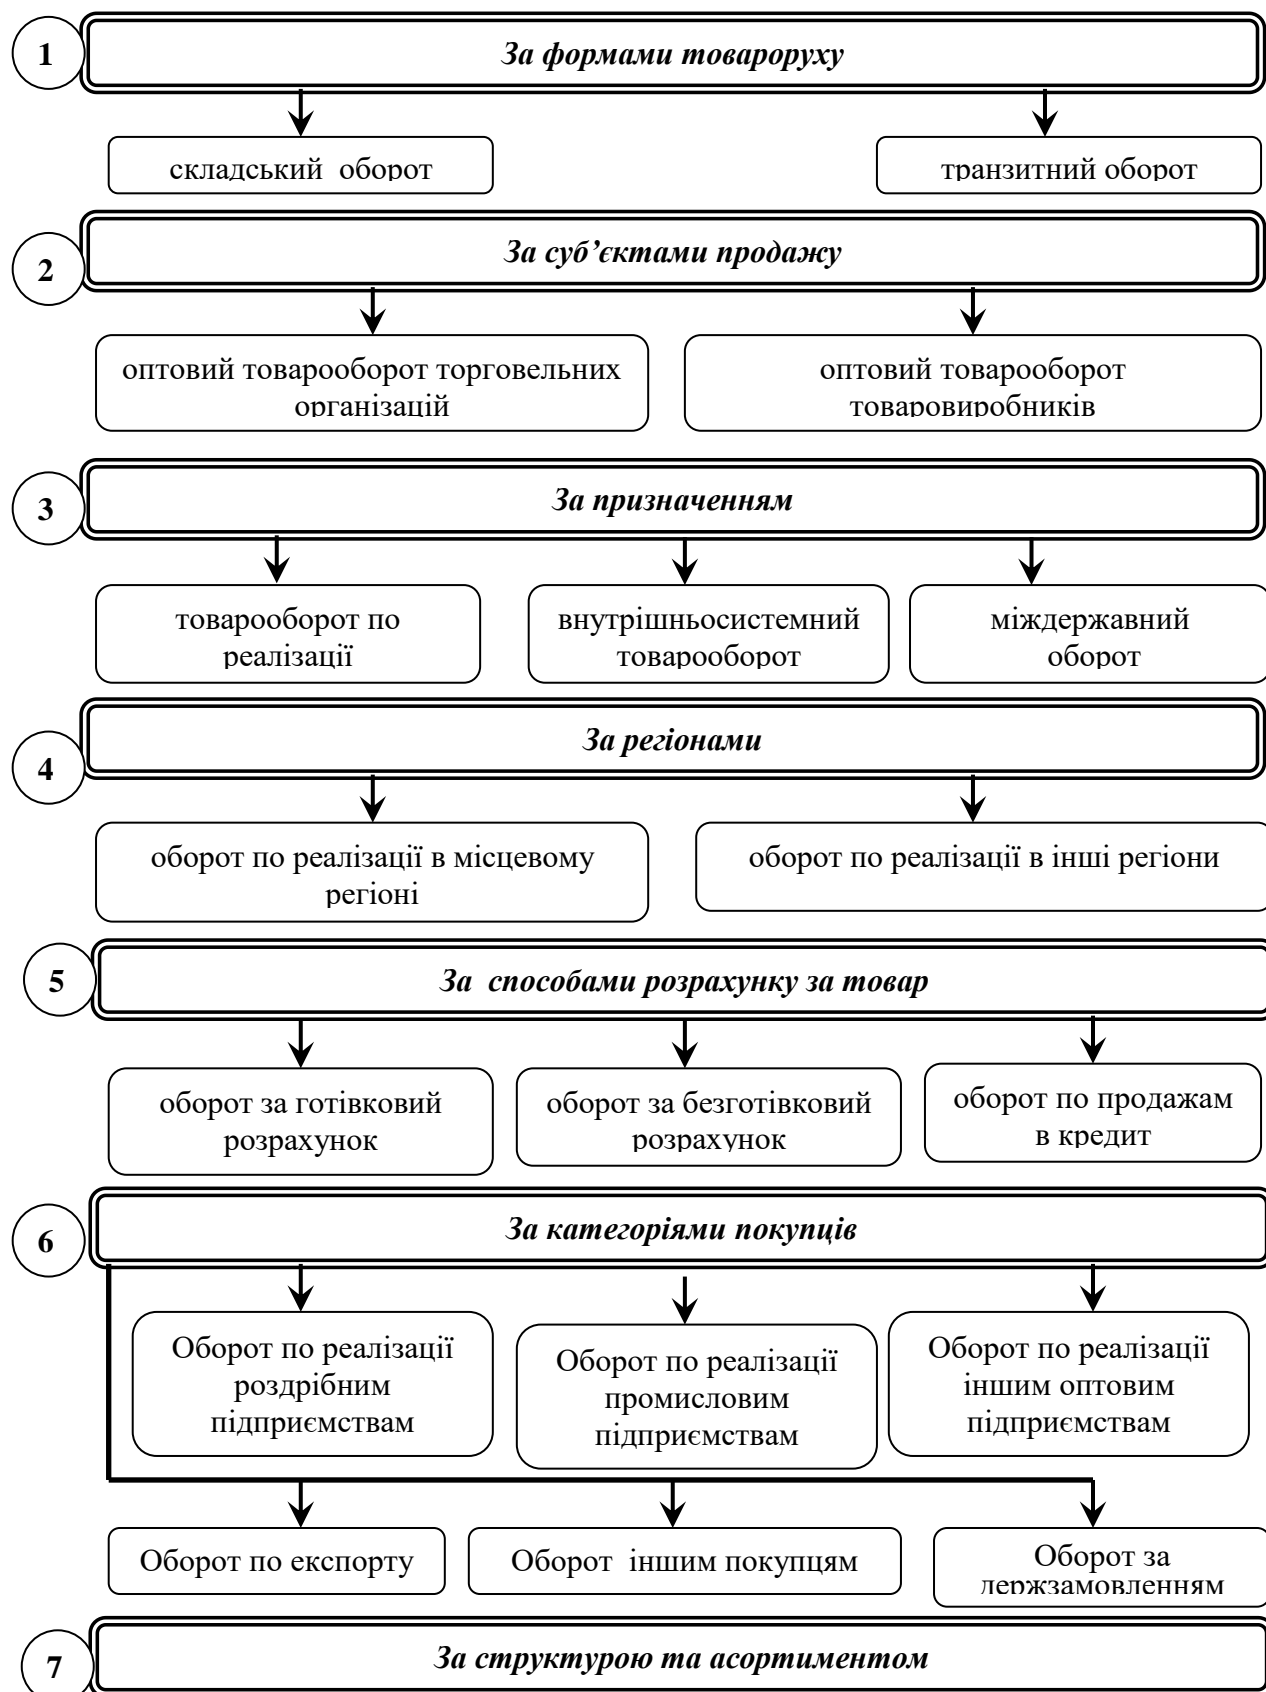 1
За формами товароруху
складський оборот
транзитний оборот
2
За суб’єктами продажу
оптовий товарооборот торговельних
організацій
оптовий товарооборот
товаровиробників
3
За призначенням
товарооборот по
реалізації
внутрішньосистемний
товарооборот
міждержавний
оборот
4
За регіонами
оборот по реалізації в місцевому
регіоні
оборот по реалізації в інші регіони
5
За способами розрахунку за товар
оборот за готівковий
розрахунок
оборот за безготівковий
розрахунок
оборот по продажам
в кредит
6
За категоріями покупців
Оборот по реалізації
роздрібним
підприємствам
Оборот по реалізації
промисловим
підприємствам
Оборот по реалізації
іншим оптовим
підприємствам
Оборот по експорту
Оборот іншим покупцям
Оборот за
держзамовленням
7
За структурою та асортиментом